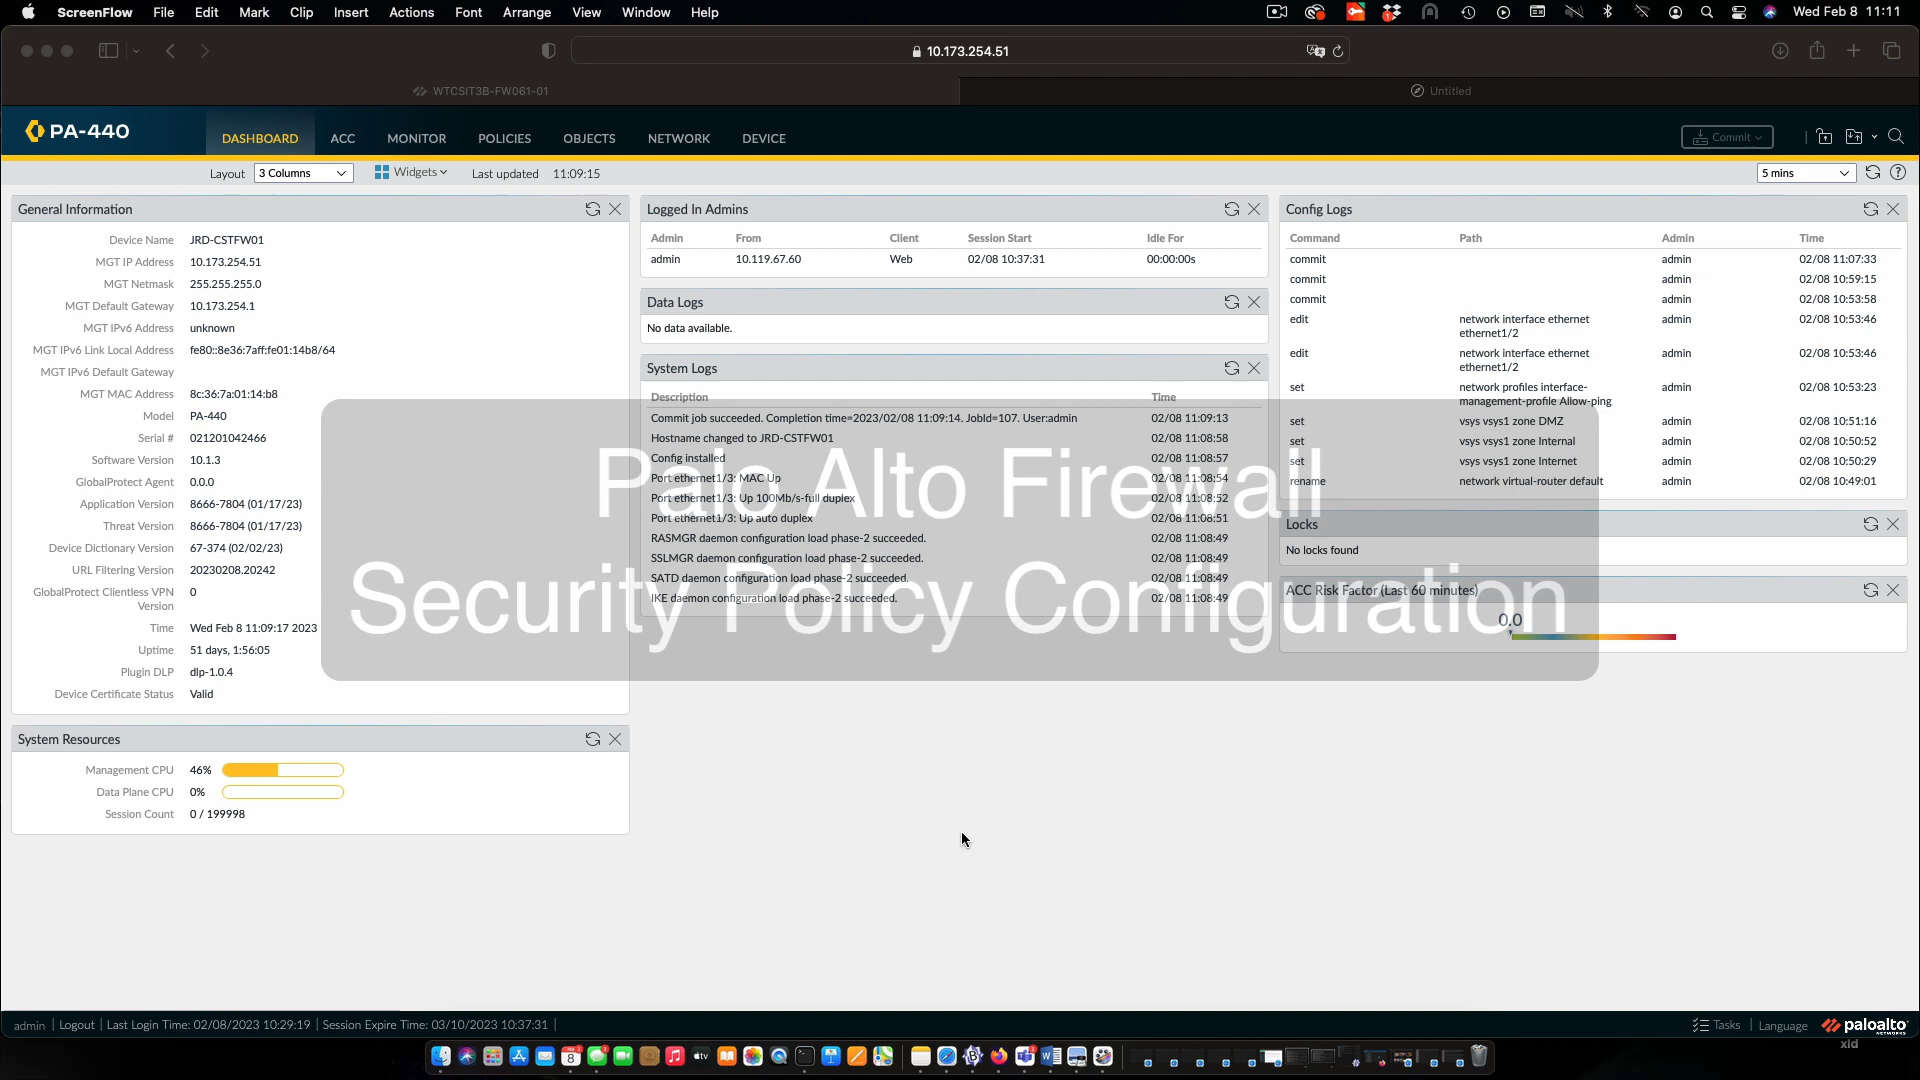 ScreenFlow File Edit Mark Clip Insert Actions Font Arrange View Window Help Wed Feb 8 11:11
10.173.254.51
WTCSIT3B-FW061-01 Untitled
PA-440 DASHBOARD ACC MONITOR POLICIES OBJECTS NETWORK DEVICE Commit
Layout 3 Columns Widgets Last updated 11:09:15 5 mins
General Information
Device Name JRD-CSTFW01
MGT IP Address 10.173.254.51
MGT Netmask 255.255.255.0
MGT Default Gateway 10.173.254.1
MGT IPv6 Address unknown
MGT IPv6 Link Local Address fe80::8e36:7aff:fe01:14b8/64
MGT IPv6 Default Gateway
MGT MAC Address 8c:36:7a:01:14:b8
Model PA-440
Serial # 021201042466
Software Version 10.1.3
GlobalProtect Agent 0.0.0
Application Version 8666-7804 (01/17/23)
Threat Version 8666-7804 (01/17/23)
Device Dictionary Version 67-374 (02/02/23)
URL Filtering Version 20230208.20242
GlobalProtect Clientless VPN Version 0
Time Wed Feb 8 11:09:17 2023
Uptime 51 days, 1:56:05
Plugin DLP dlp-1.0.4
Device Certificate Status Valid
System Resources
Management CPU 46%
Data Plane CPU 0%
Session Count 0 / 199998
Logged In Admins
Admin From Client Session Start Idle For
admin 10.119.67.60 Web 02/08 10:37:31 00:00:00s
Data Logs
No data available.
System Logs
Description Time
Commit job succeeded. Completion time=2023/02/08 11:09:14. JobId=107. User:admin 02/08 11:09:13
Hostname changed to JRD-CSTFW01 02/08 11:08:58
Config installed 02/08 11:08:57
Port ethernet1/3: MAC Up 02/08 11:08:54
Port ethernet1/3: Up 100Mb/s-full duplex 02/08 11:08:52
Port ethernet1/3: Up auto duplex 02/08 11:08:51
RASMGR daemon configuration load phase-2 succeeded. 02/08 11:08:49
SSLMGR daemon configuration load phase-2 succeeded. 02/08 11:08:49
SATD daemon configuration load phase-2 succeeded. 02/08 11:08:49
IKE daemon configuration load phase-2 succeeded. 02/08 11:08:49
Config Logs
Command Path Admin Time
commit admin 02/08 11:07:33
commit admin 02/08 10:59:15
commit admin 02/08 10:53:58
edit network interface ethernet admin 02/08 10:53:46
ethernet1/2
edit network interface ethernet admin 02/08 10:53:46
ethernet1/2
set network profiles interface- admin 02/08 10:53:23
management-profile Allow-ping
set vsys vsys1 zone DMZ admin 02/08 10:51:16
set vsys vsys1 zone Internal admin 02/08 10:50:52
set vsys vsys1 zone Internet admin 02/08 10:50:29
rename network virtual-router default admin 02/08 10:49:01
Locks
No locks found
ACC Risk Factor (Last 60 minutes)
0.0
Palo Alto Firewall
Security Policy Configuration
admin | Logout | Last Login Time: 02/08/2023 10:29:19 | Session Expire Time: 03/10/2023 10:37:31 |
Tasks | Language paloalto
NETWORKS
xld